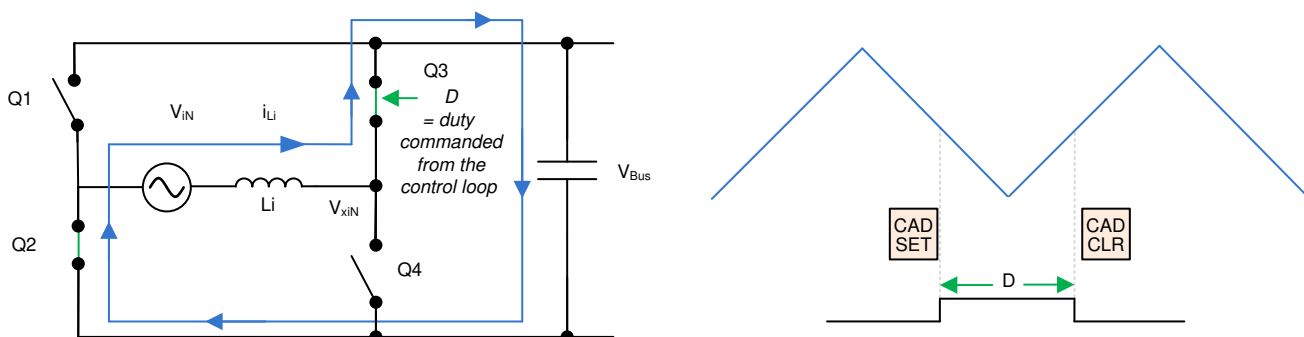 Q1
ViN
iLi
Q3
D
= duty
commanded
from the
control loop
VBus
Li
VxiN
Q2
Q4
CAD
SET
CAD
CLR
D